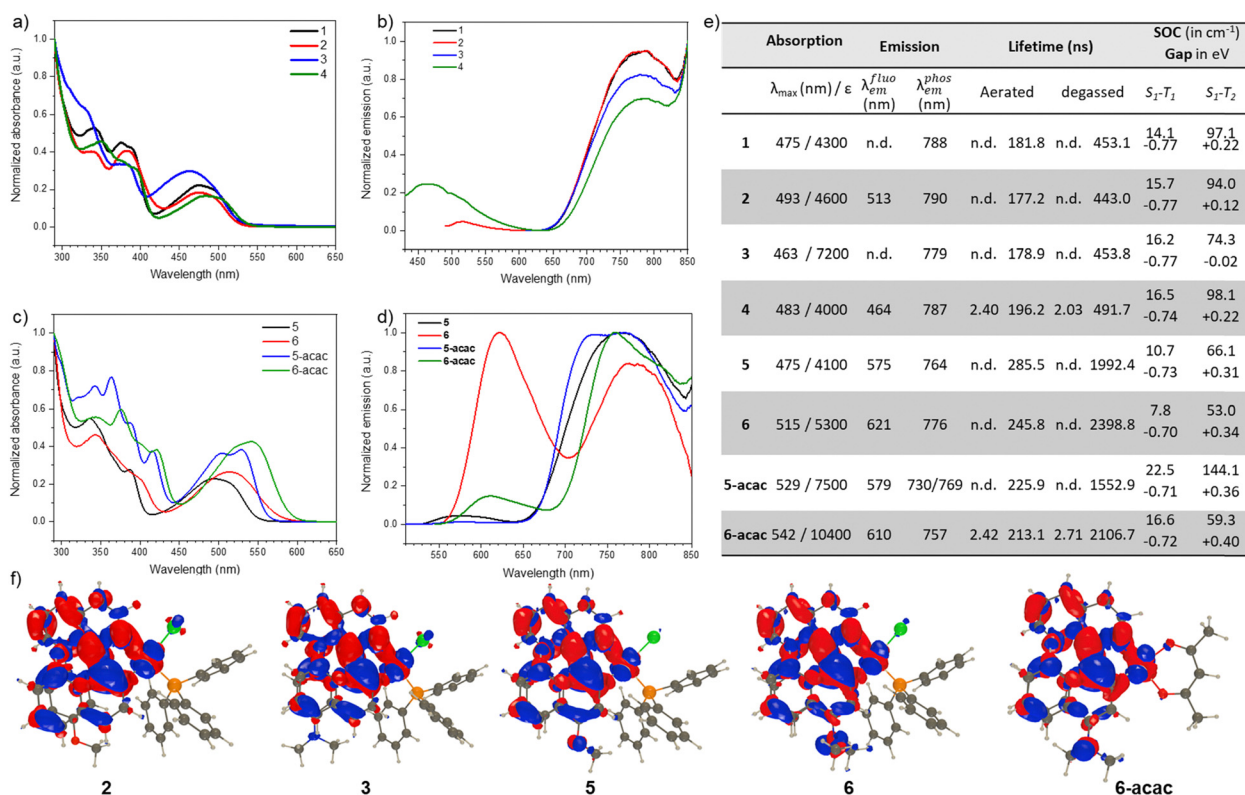 a)
Normalized absorbance (a.u.)
1.0
0.8
0.6
0.4
0.2
0.0
1
2
3
4
300 350 400 450 500 550 600 650
Wavelength (nm)
b)
Normalized emission (a.u.)
1.0
0.8
0.6
0.4
0.2
0.0
1
2
3
4
450 500 550 600 650 700 750 800 850
Wavelength (nm)
c)
Normalized absorbance (a.u.)
1.0
0.8
0.6
0.4
0.2
0.0
5
6
5-acac
6-acac
300 350 400 450 500 550 600 650
Wavelength (nm)
d)
Normalized emission (a.u.)
1.0
0.8
0.6
0.4
0.2
0.0
5
6
5-acac
6-acac
550 600 650 700 750 800 850
Wavelength (nm)
e)
Absorption Emission Lifetime (ns) SOC (in cm⁻¹)
Gap in eV
λmax (nm) / ε λem^fluo (nm) λem^phos (nm) Aerated degassed S1-T1 S1-T2
1 475 / 4300 n.d. 788 n.d. 181.8 n.d. 453.1 14.1 97.1
-0.77 +0.22
2 493 / 4600 513 790 n.d. 177.2 n.d. 443.0 15.7 94.0
-0.77 +0.12
3 463 / 7200 n.d. 779 n.d. 178.9 n.d. 453.8 16.2 74.3
-0.77 -0.02
4 483 / 4000 464 787 2.40 196.2 2.03 491.7 16.5 98.1
-0.74 +0.22
5 475 / 4100 575 764 n.d. 285.5 n.d. 1992.4 10.7 66.1
-0.73 +0.31
6 515 / 5300 621 776 n.d. 245.8 n.d. 2398.8 7.8 53.0
-0.70 +0.34
5-acac 529 / 7500 579 730/769 n.d. 225.9 n.d. 1552.9 22.5 144.1
-0.71 +0.36
6-acac 542 / 10400 610 757 2.42 213.1 2.71 2106.7 16.6 59.3
-0.72 +0.40
f)
2 3 5 6 6-acac